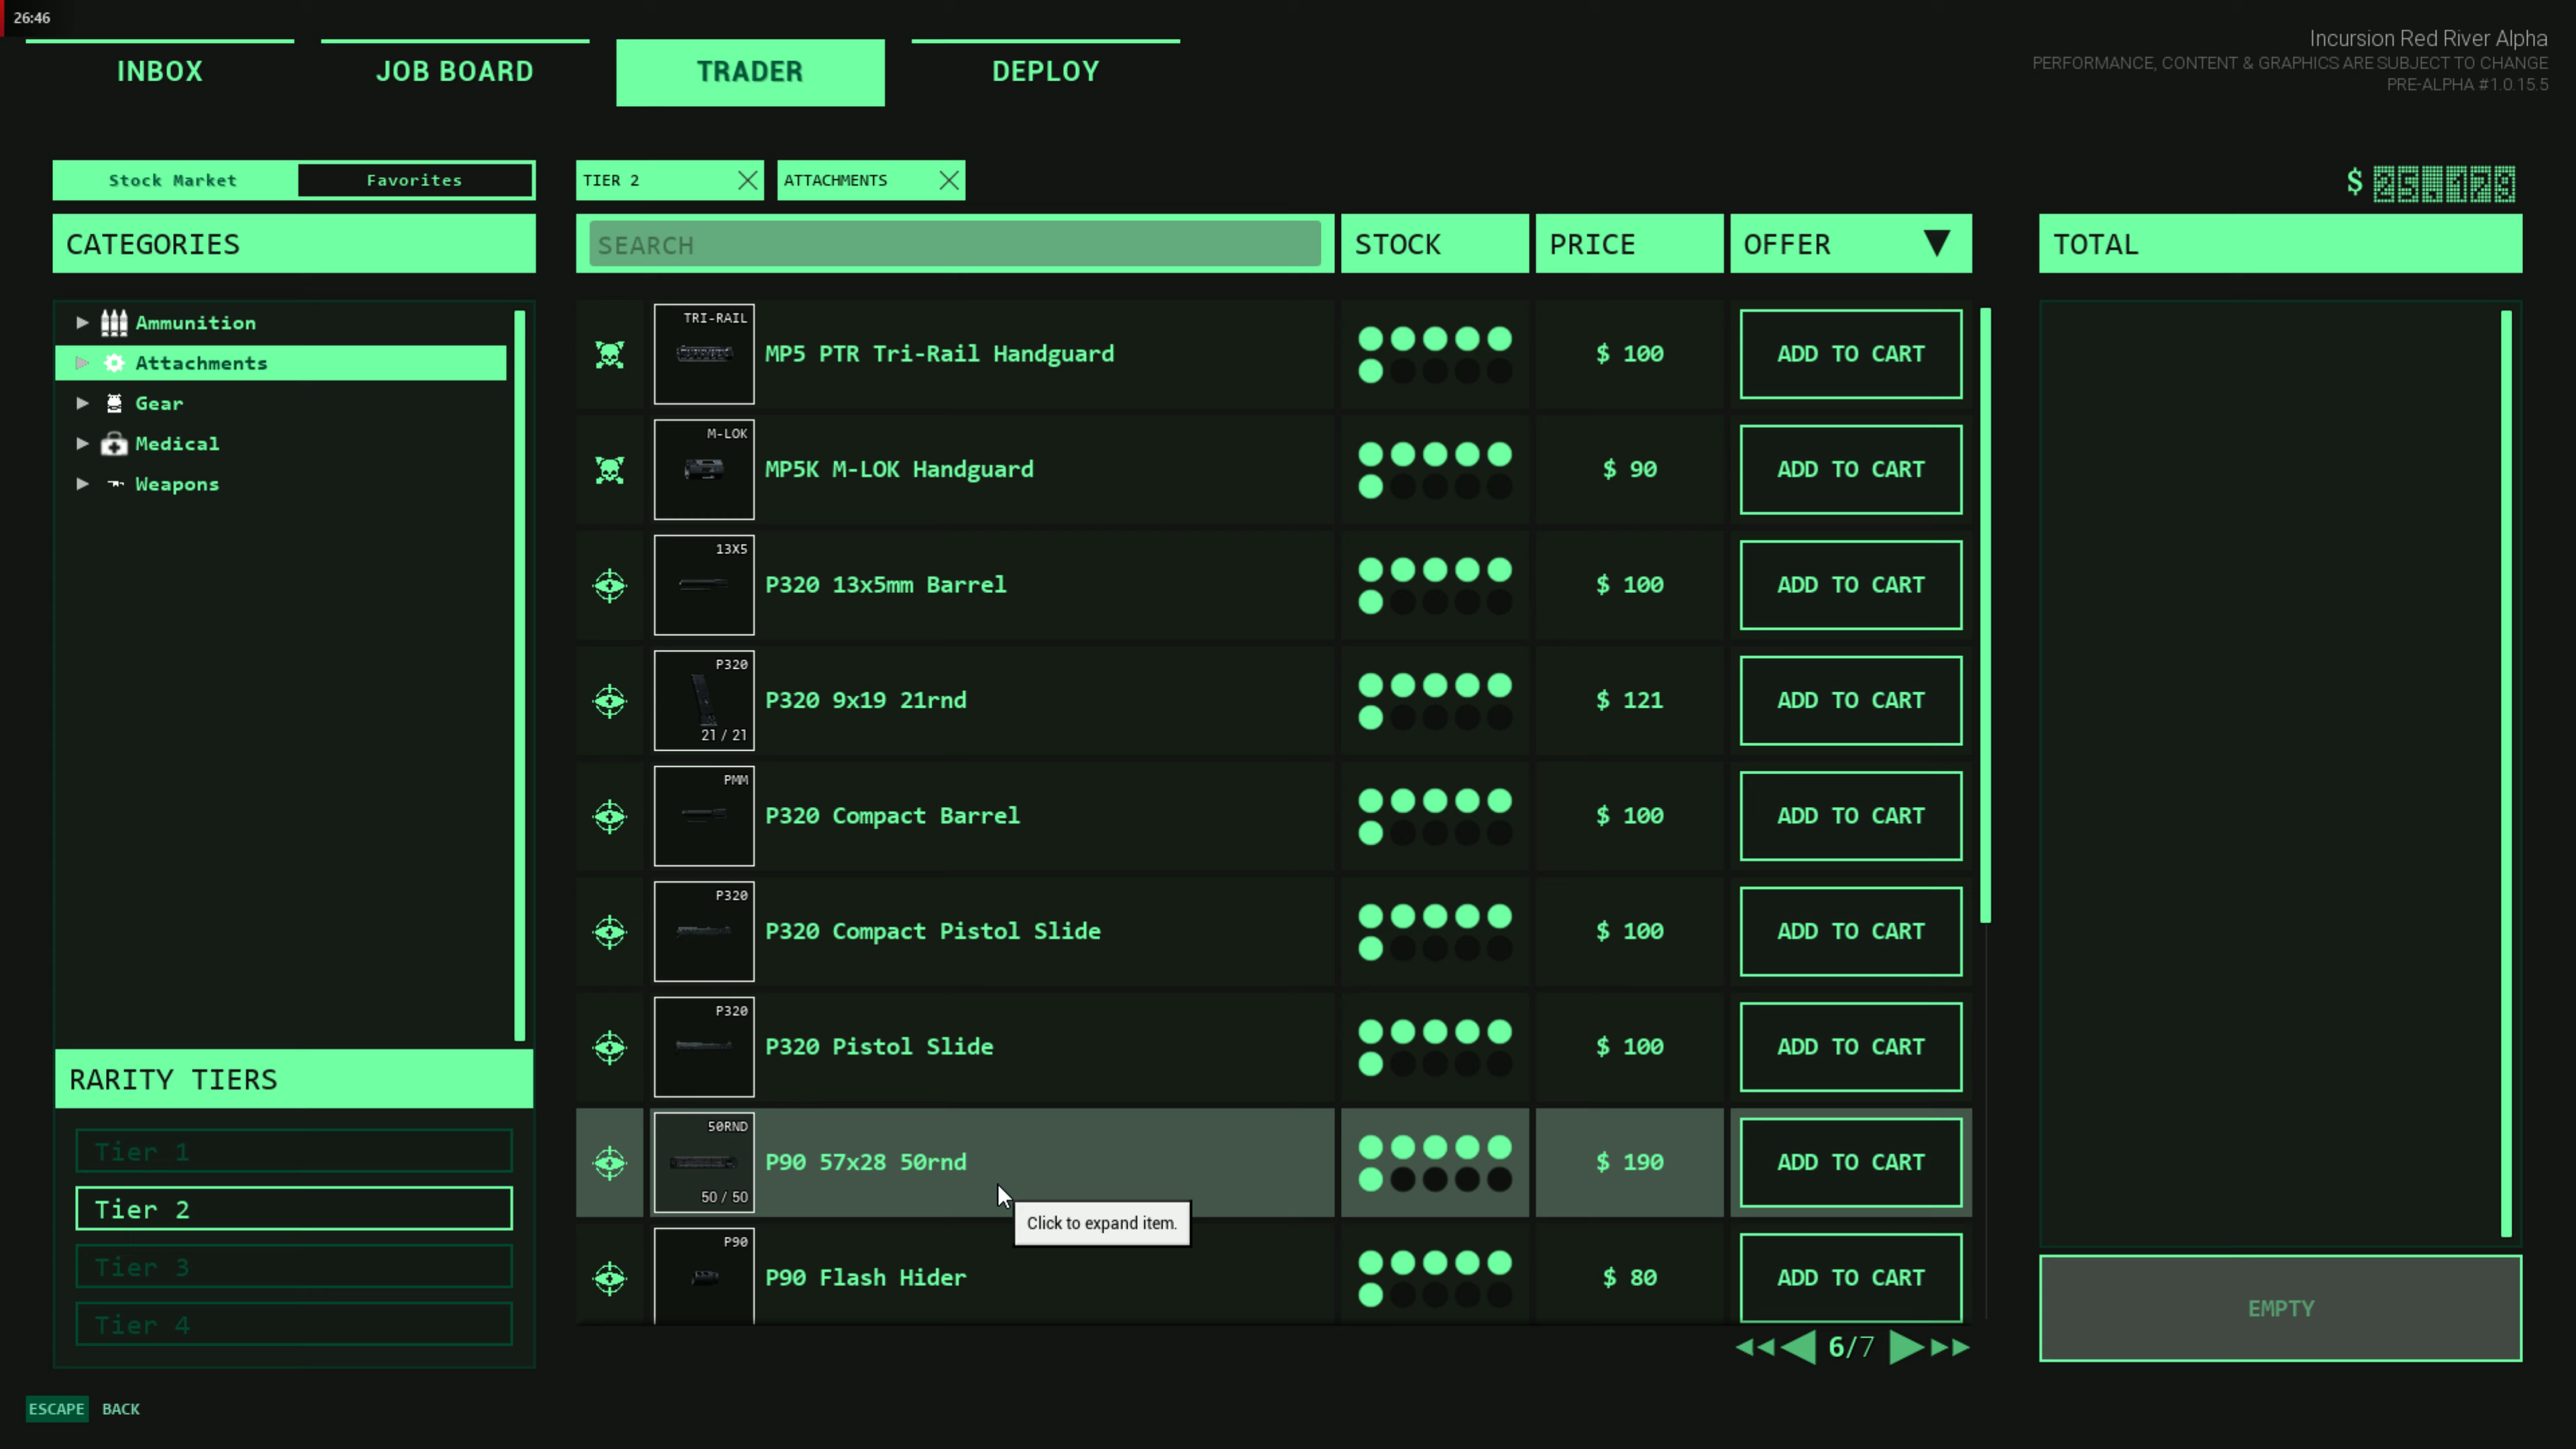 26:46
INBOX
JOB BOARD
TRADER
DEPLOY
Incursion Red River Alpha
PERFORMANCE, CONTENT & GRAPHICS ARE SUBJECT TO CHANGE
PRE-ALPHA #1.0.15.5
Stock Market
Favorites
TIER 2
ATTACHMENTS
$ 25.179
CATEGORIES
SEARCH
STOCK
PRICE
OFFER
TOTAL
Ammunition
Attachments
Gear
Medical
Weapons
TRI-RAIL
MP5 PTR Tri-Rail Handguard
$ 100
ADD TO CART
M-LOK
MP5K M-LOK Handguard
$ 90
ADD TO CART
13X5
P320 13x5mm Barrel
$ 100
ADD TO CART
P320
21 / 21
P320 9x19 21rnd
$ 121
ADD TO CART
PMM
P320 Compact Barrel
$ 100
ADD TO CART
P320
P320 Compact Pistol Slide
$ 100
ADD TO CART
P320
P320 Pistol Slide
$ 100
ADD TO CART
50RND
50 / 50
P90 57x28 50rnd
$ 190
ADD TO CART
Click to expand item.
P90
P90 Flash Hider
$ 80
ADD TO CART
RARITY TIERS
Tier 1
Tier 2
Tier 3
Tier 4
6/7
EMPTY
ESCAPE BACK